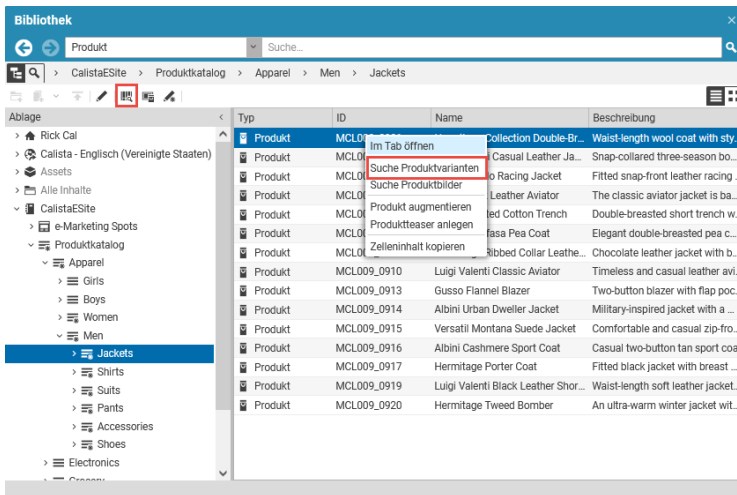 Bibliothek
Produkt Suche...
CalistaESite > Produktkatalog > Apparel > Men > Jackets
Ablage
Rick Cal
Calista - Englisch (Vereinigte Staaten)
Assets
Alle Inhalte
CalistaESite
e-Marketing Spots
Produktkatalog
Apparel
Girls
Boys
Women
Men
Jackets
Shirts
Suits
Pants
Accessories
Shoes
Electronics
Typ ID Name Beschreibung
Produkt Collection Double-Br... Waist-length wool coat with sty..
Produkt Casual Leather Ja... Snap-collared three-season bo...
Produkt Racing Jacket Fitted snap-front leather racing .
Produkt Leather Aviator The classic aviator jacket is ba...
Produkt Cotton Trench Double-breasted short trench w.
Produkt Pea Coat Elegant double-breasted pea c...
Produkt Ribbed Collar Leathe... Chocolate leather jacket with b..
Produkt MCL009_0910 Luigi Valenti Classic Aviator Timeless and casual leather avi.
Produkt MCL009_0913 Gusso Flannel Blazer Two-button blazer with flap poc.
Produkt MCL009_0914 Albini Urban Dweller Jacket Military-inspired jacket with a ...
Produkt MCL009_0915 Versatil Montana Suede Jacket Comfortable and casual zip-fro..
Produkt MCL009_0916 Albini Cashmere Sport Coat Casual two-button tan sport coa
Produkt MCL009_0917 Hermitage Porter Coat Fitted black jacket with breast ...
Produkt MCL009_0919 Luigi Valenti Black Leather Shor... Waist-length soft leather jacket..
Produkt MCL009_0920 Hermitage Tweed Bomber An ultra-warm winter jacket wit...
Im Tab öffnen
Suche Produktvarianten
Suche Produktbilder
Produkt augmentieren
Produktteaser anlegen
Zelleninhalt kopieren